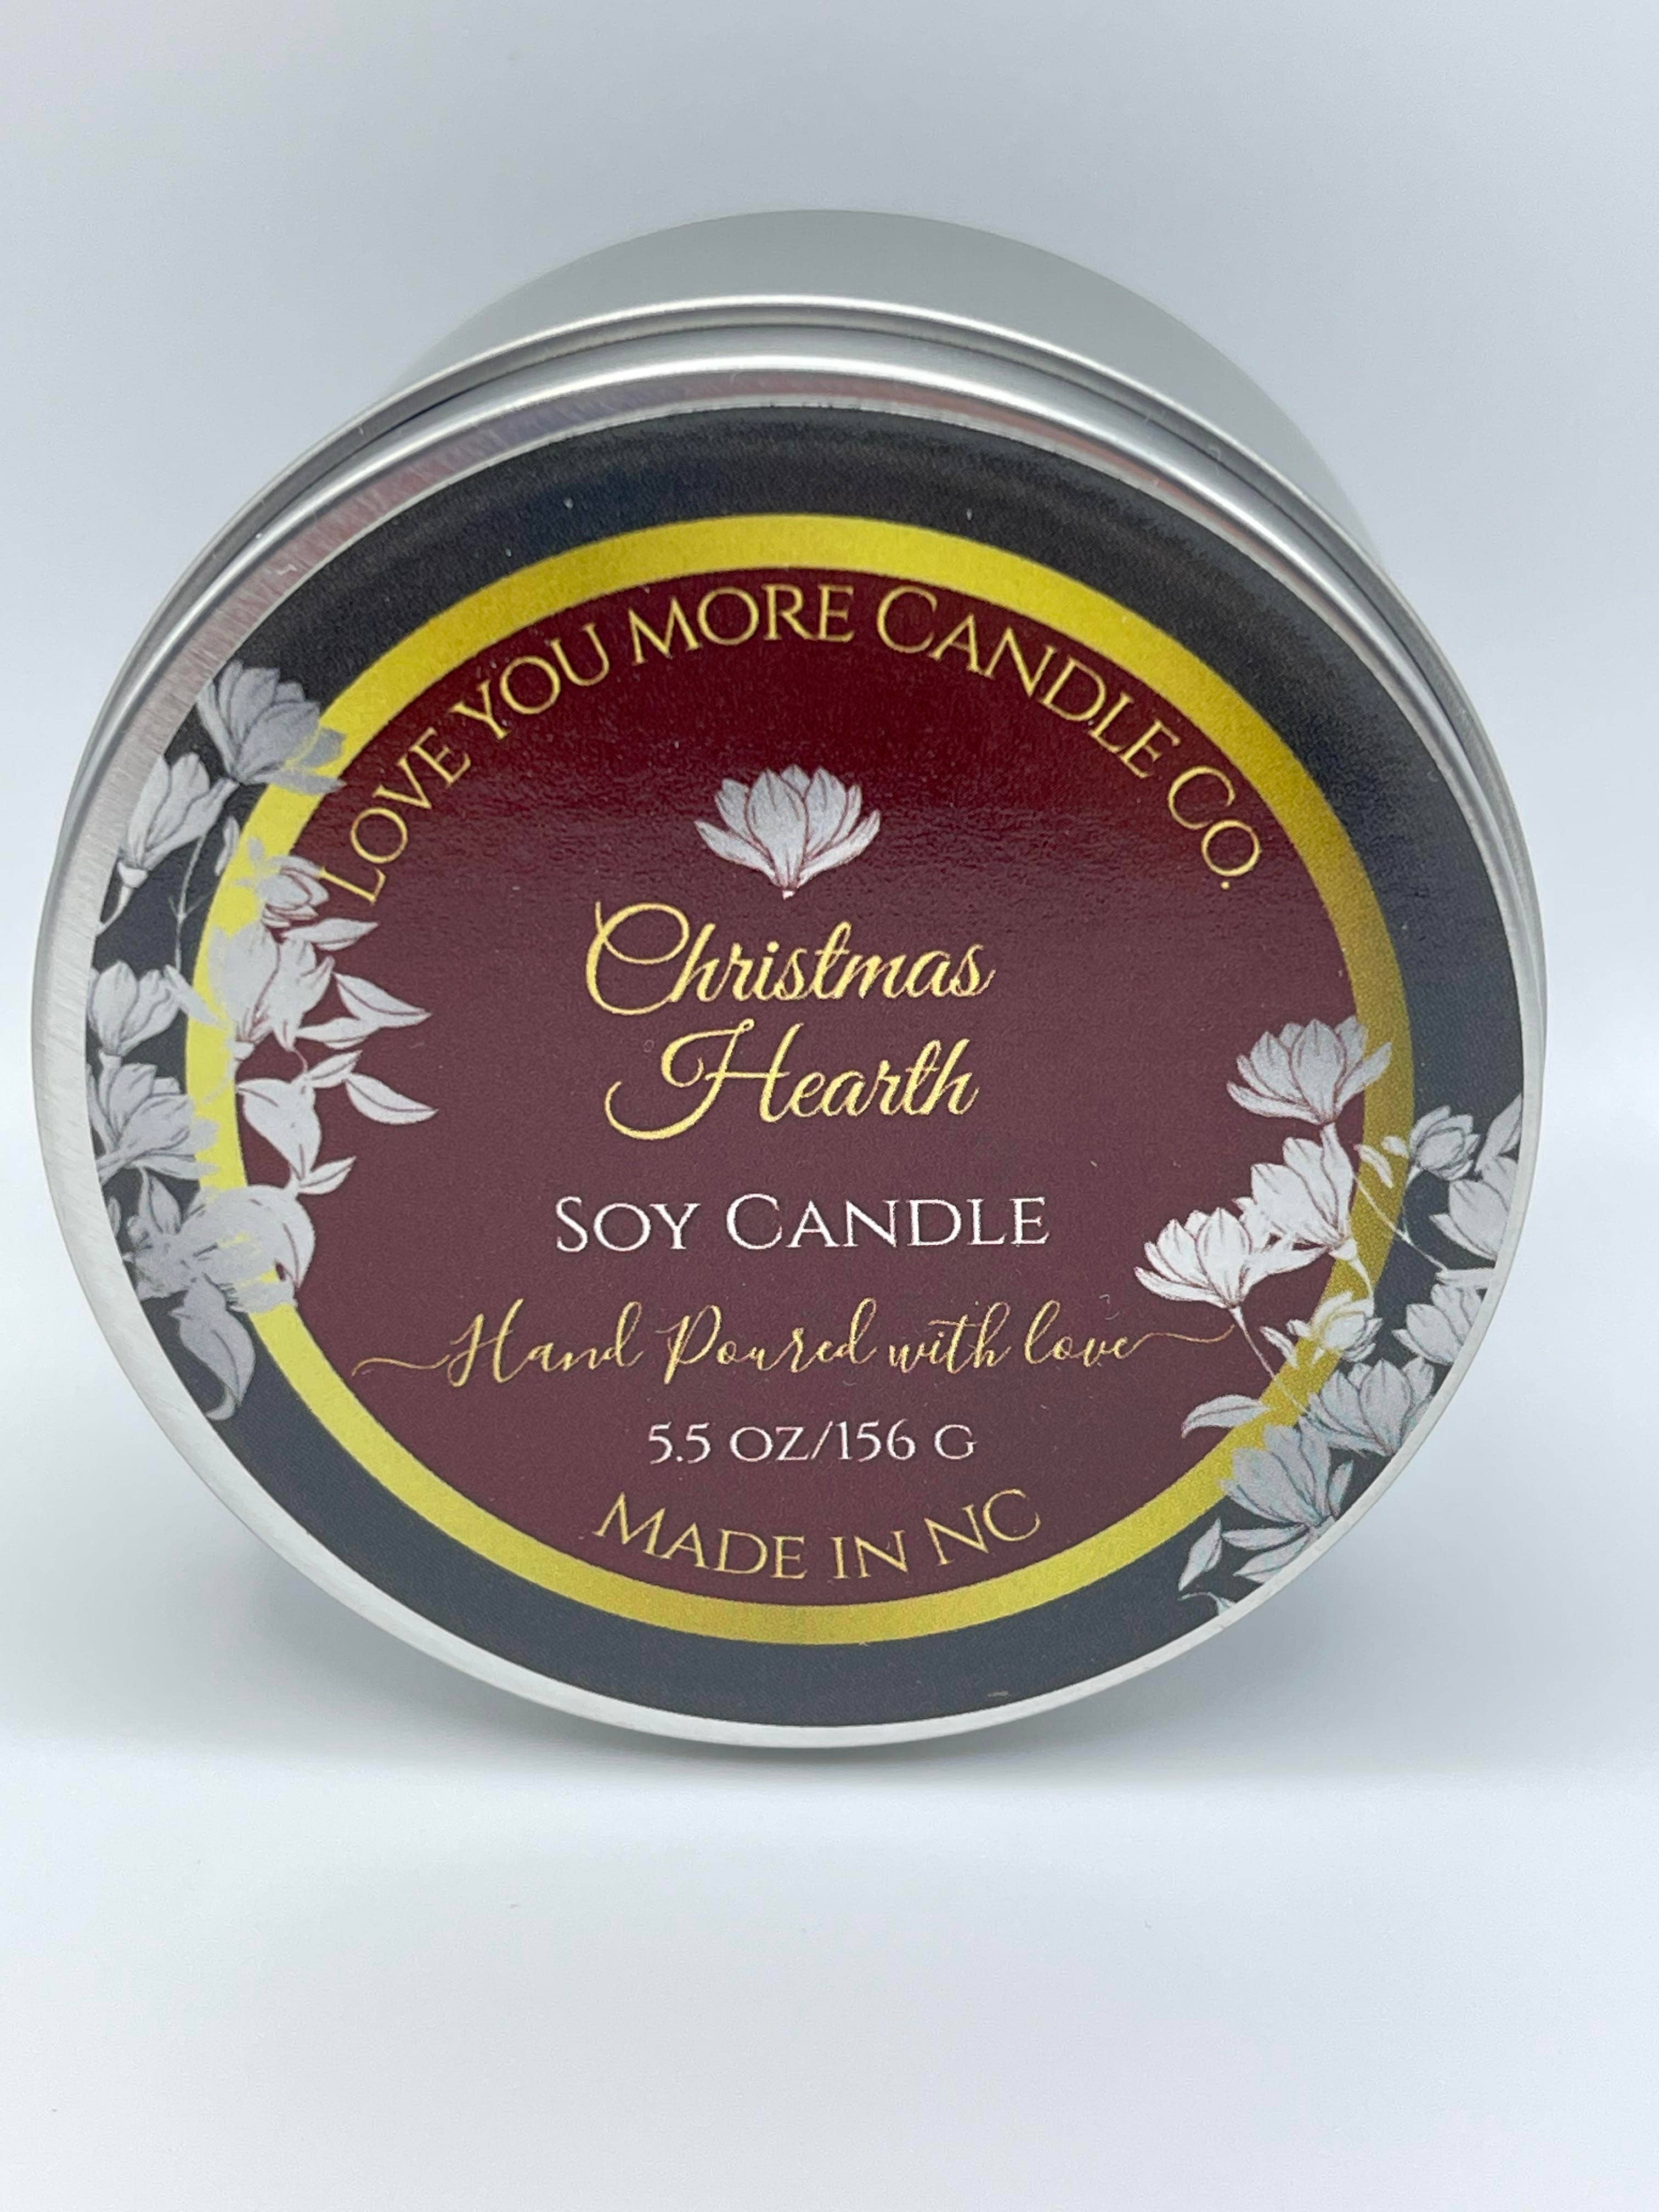 LOVE YOU MORE CANDLE CO.
Christmas
Hearth
SOY CANDLE
Hand Poured with love
5.5 OZ/156 G
MADE IN NC